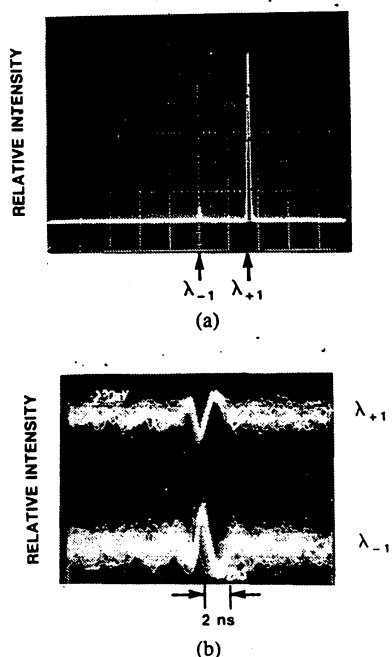 RELATIVE INTENSITY
λ₋₁ λ₊₁
(a)
RELATIVE INTENSITY
λ₊₁
λ₋₁
2 ns
(b)